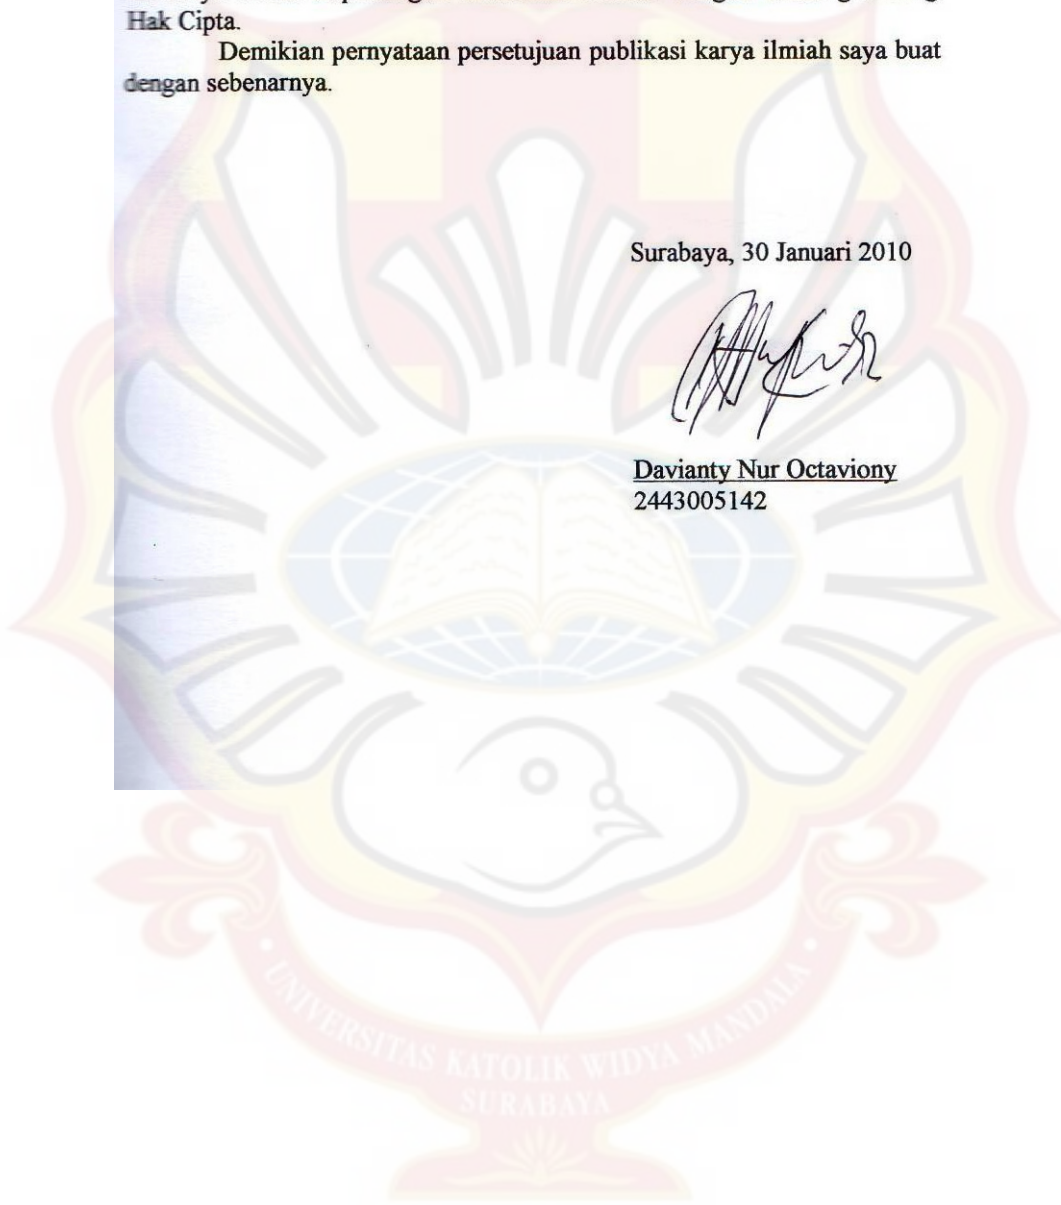 Hak Cipta.
Demikian pernyataan persetujuan publikasi karya ilmiah saya buat
dengan sebenarnya.
Surabaya, 30 Januari 2010
Davianty Nur Octaviony
2443005142
UNIVERSITAS KATOLIK WIDYA MANDALA
SURABAYA